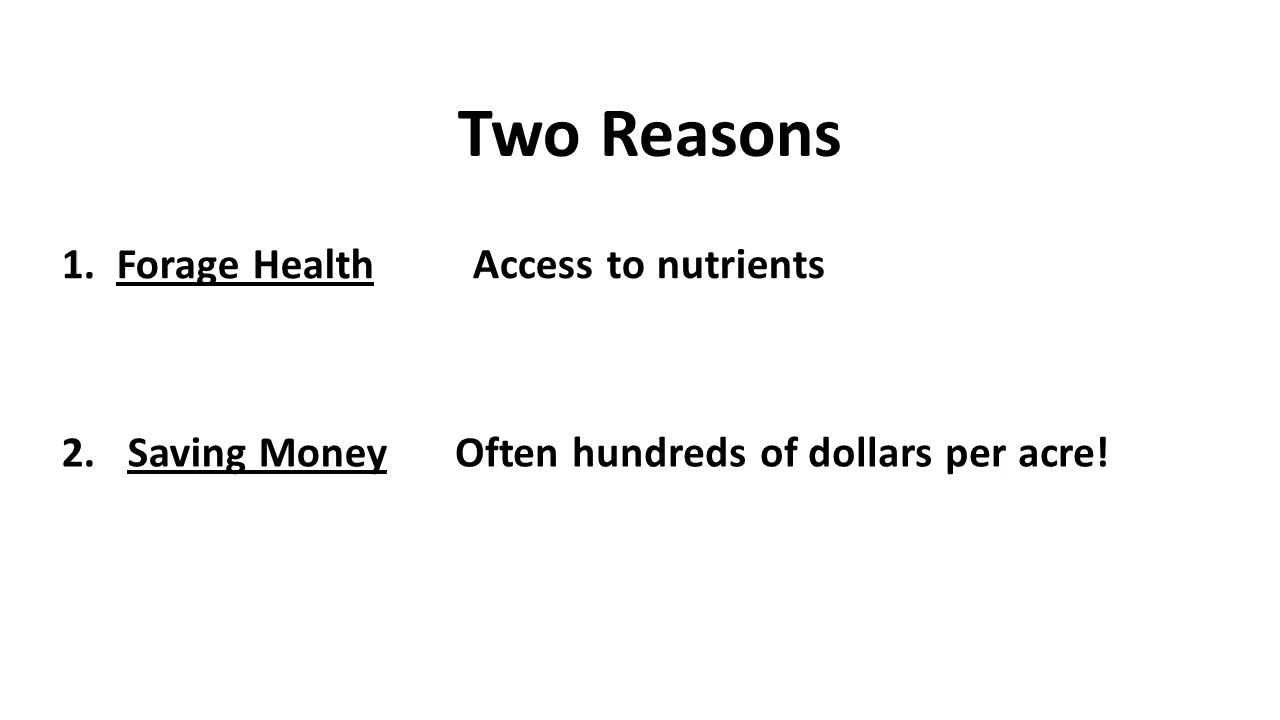 Two Reasons
1. Forage Health Access to nutrients
2. Saving Money Often hundreds of dollars per acre!